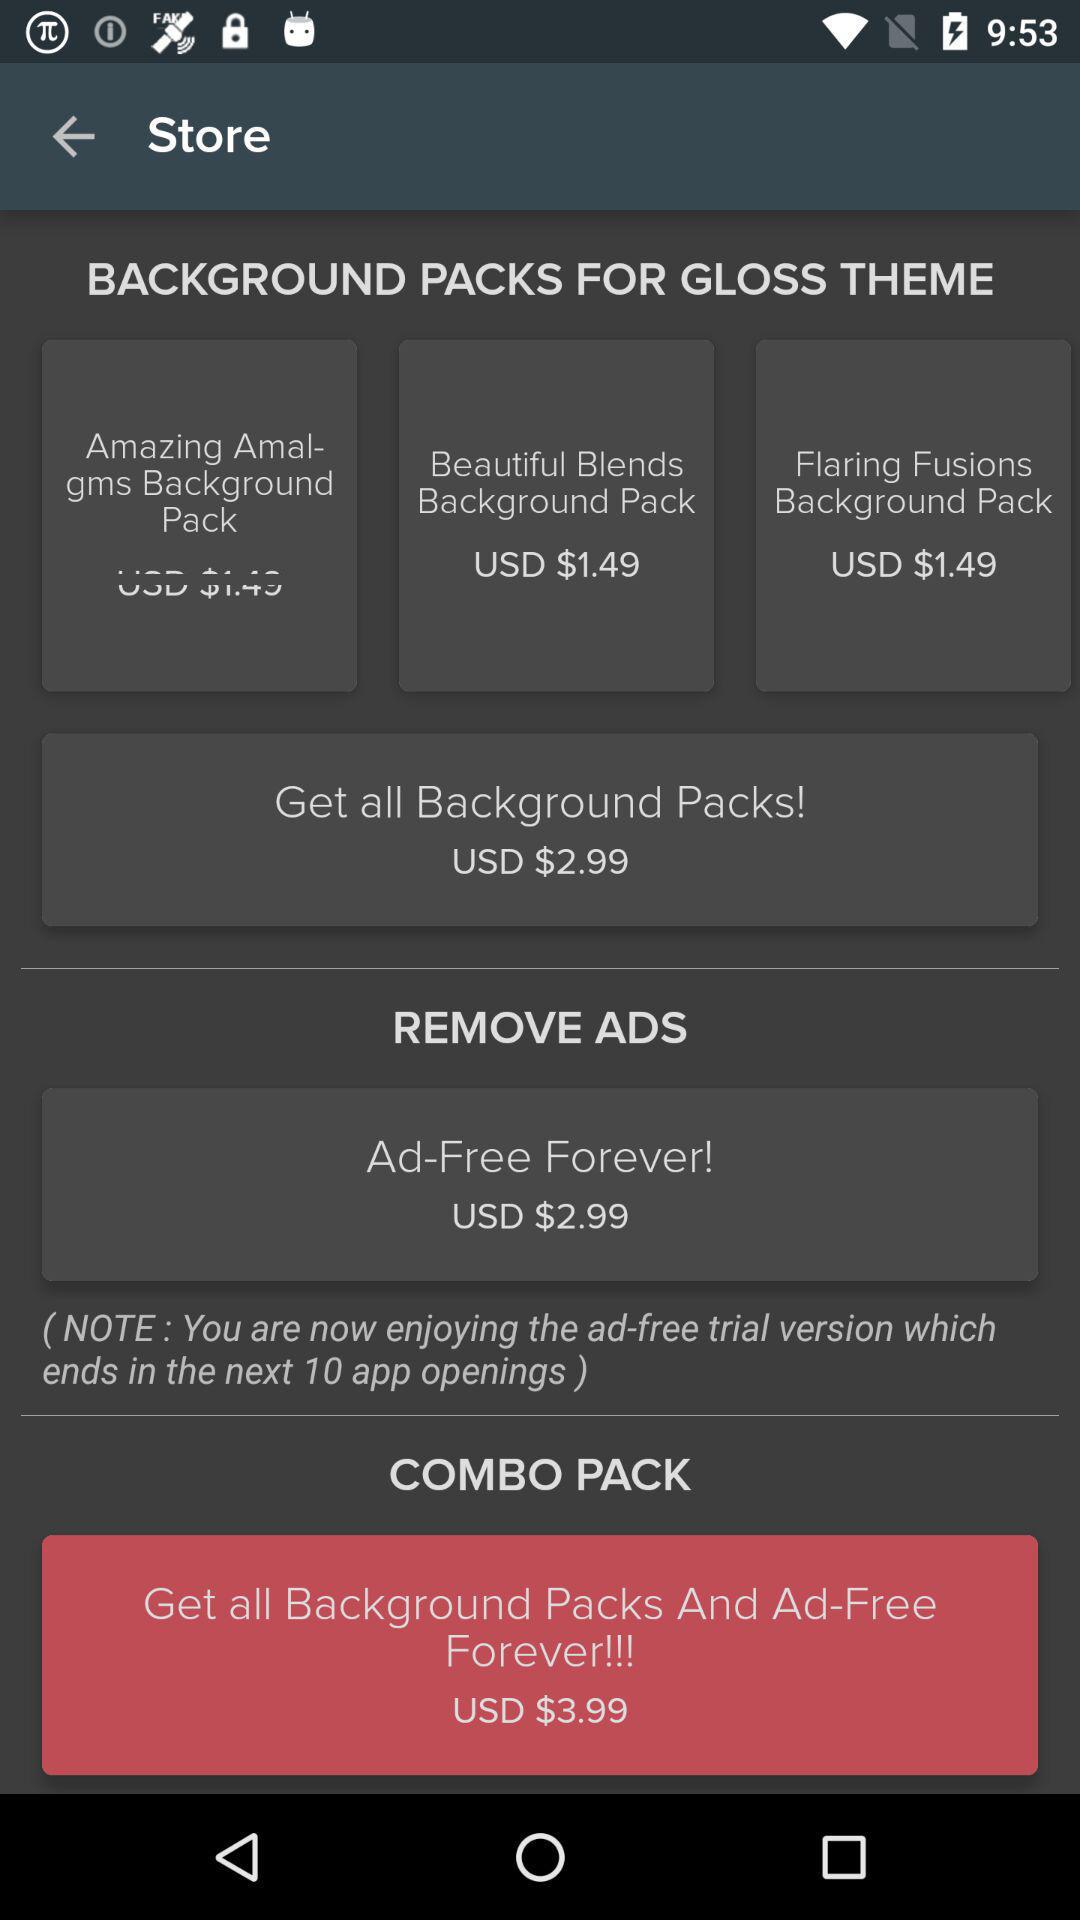 FAKE
9:53
Store
BACKGROUND PACKS FOR GLOSS THEME
Amazing Amal-
gms Background
Pack
USD $1.49
Beautiful Blends
Background Pack
USD $1.49
Flaring Fusions
Background Pack
USD $1.49
Get all Background Packs!
USD $2.99
REMOVE ADS
Ad-Free Forever!
USD $2.99
( NOTE : You are now enjoying the ad-free trial version which
ends in the next 10 app openings )
COMBO PACK
Get all Background Packs And Ad-Free
Forever!!!
USD $3.99